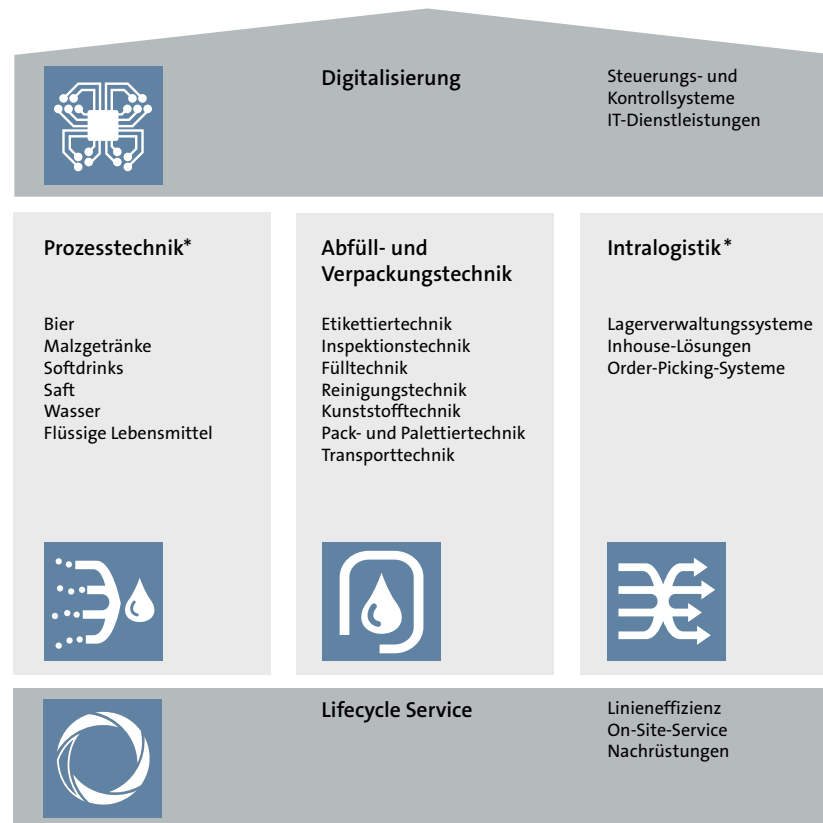 Digitalisierung
Steuerungs- und
Kontrollsysteme
IT-Dienstleistungen
Prozesstechnik*
Bier
Malzgetränke
Softdrinks
Saft
Wasser
Flüssige Lebensmittel
Abfüll- und
Verpackungstechnik
Etikettiertechnik
Inspektionstechnik
Fülltechnik
Reinigungstechnik
Kunststofftechnik
Pack- und Palettiertechnik
Transporttechnik
Intralogistik*
Lagerverwaltungssysteme
Inhouse-Lösungen
Order-Picking-Systeme
Lifecycle Service
Linieneffizienz
On-Site-Service
Nachrüstungen